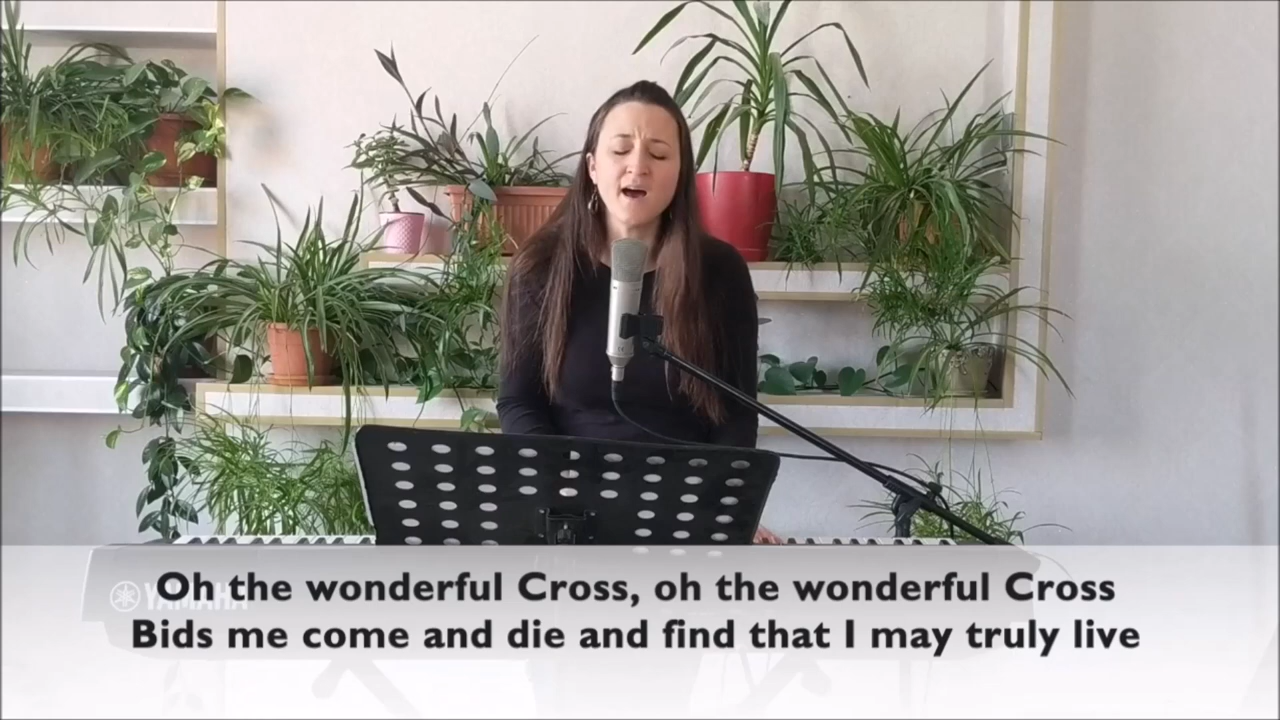 YAMAHA
Oh the wonderful Cross, oh the wonderful Cross
Bids me come and die and find that I may truly live